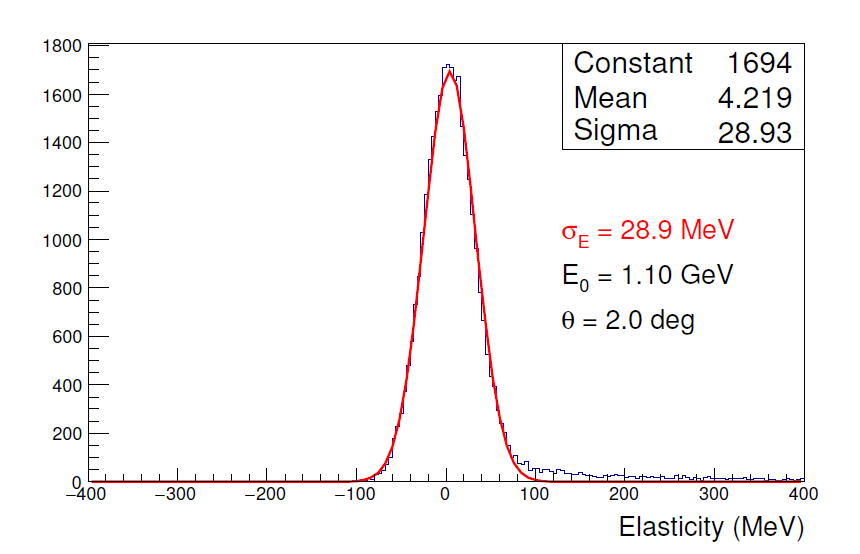 1800
1600
1400
1200
1000
800
600
400
200
0
−400 −300 −200 −100 0 100 200 300 400
Elasticity (MeV)
Constant 1694
Mean 4.219
Sigma 28.93
σE = 28.9 MeV
E0 = 1.10 GeV
θ = 2.0 deg